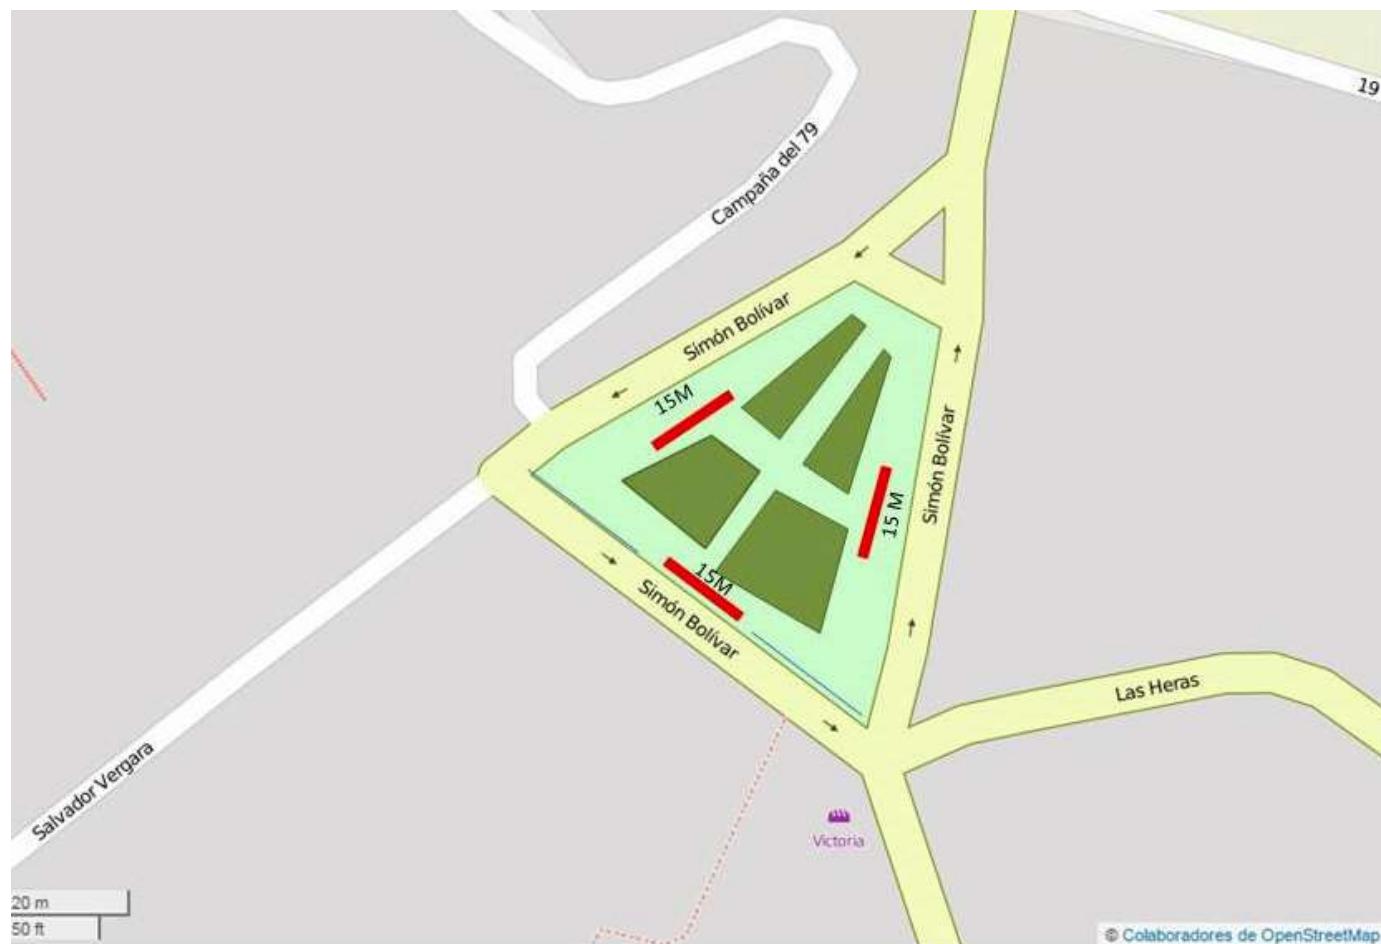 19
Campaña del 79
Simón Bolívar
15M
Simón Bolívar
15 M
15M
Simón Bolívar
Las Heras
Salvador Vergara
Victoria
20 m
50 ft
© Colaboradores de OpenStreetMap